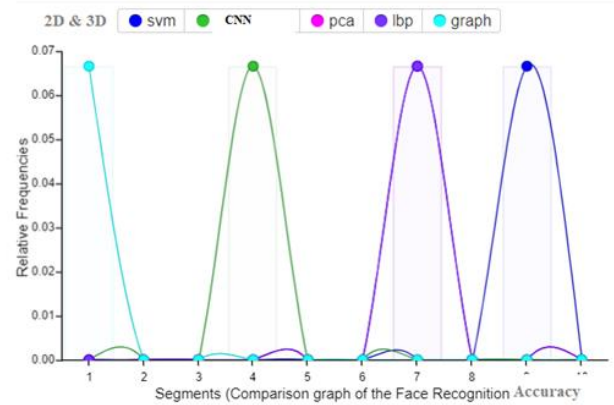 2D & 3D svm CNN pca lbp graph
0.07
0.06
0.05
0.04
0.03
0.02
0.01
0.00
Relative Frequencies
1 2 3 4 5 6 7 8
Segments (Comparison graph of the Face Recognition Accuracy